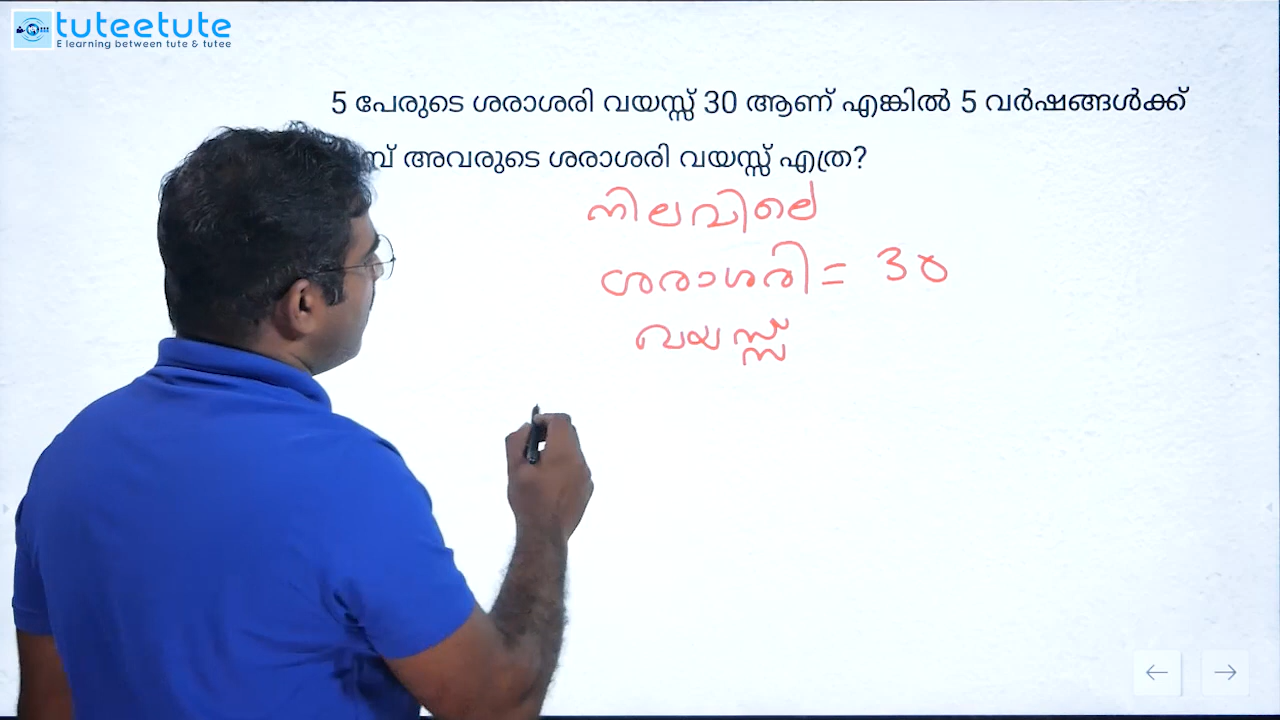 tuteetute
E learning between tute & tutee
5 പേരുടെ ശരാശരി വയസ്സ് 30 ആണ് എങ്കിൽ 5 വർഷങ്ങൾക്ക്
അവരുടെ ശരാശരി വയസ്സ് എത്ര?
നിലവിലെ
ശരാശരി = 30
വയസ്സ്